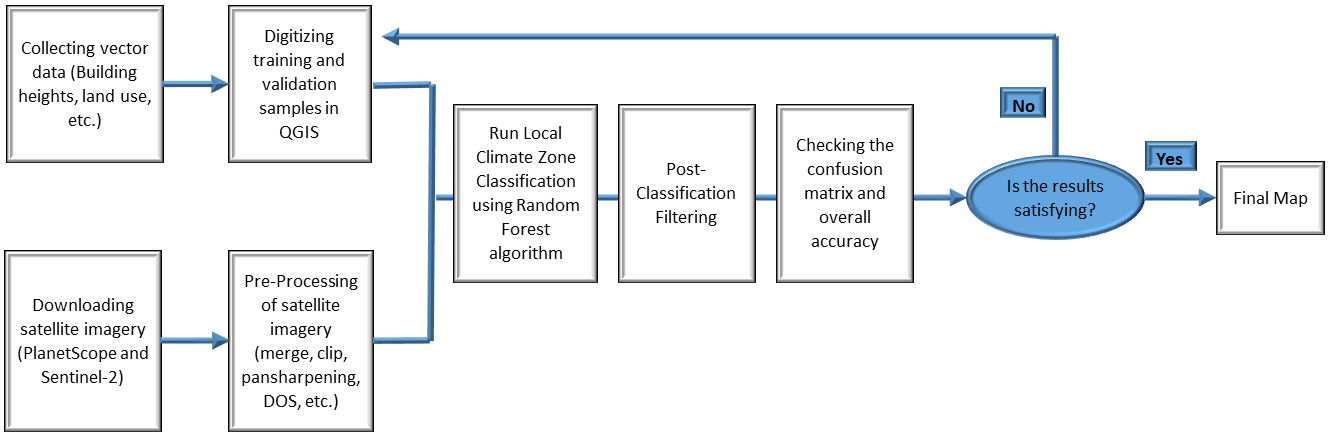 Collecting vector
data (Building
heights, land use,
etc.)
Digitizing
training and
validation
samples in
QGIS
Downloading
satellite imagery
(PlanetScope and
Sentinel-2)
Pre-Processing
of satellite
imagery
(merge, clip,
pansharpening,
DOS, etc.)
Run Local
Climate Zone
Classification
using Random
Forest
algorithm
Post-
Classification
Filtering
Checking the
confusion
matrix and
overall
accuracy
Is the results
satisfying?
No
Yes
Final Map